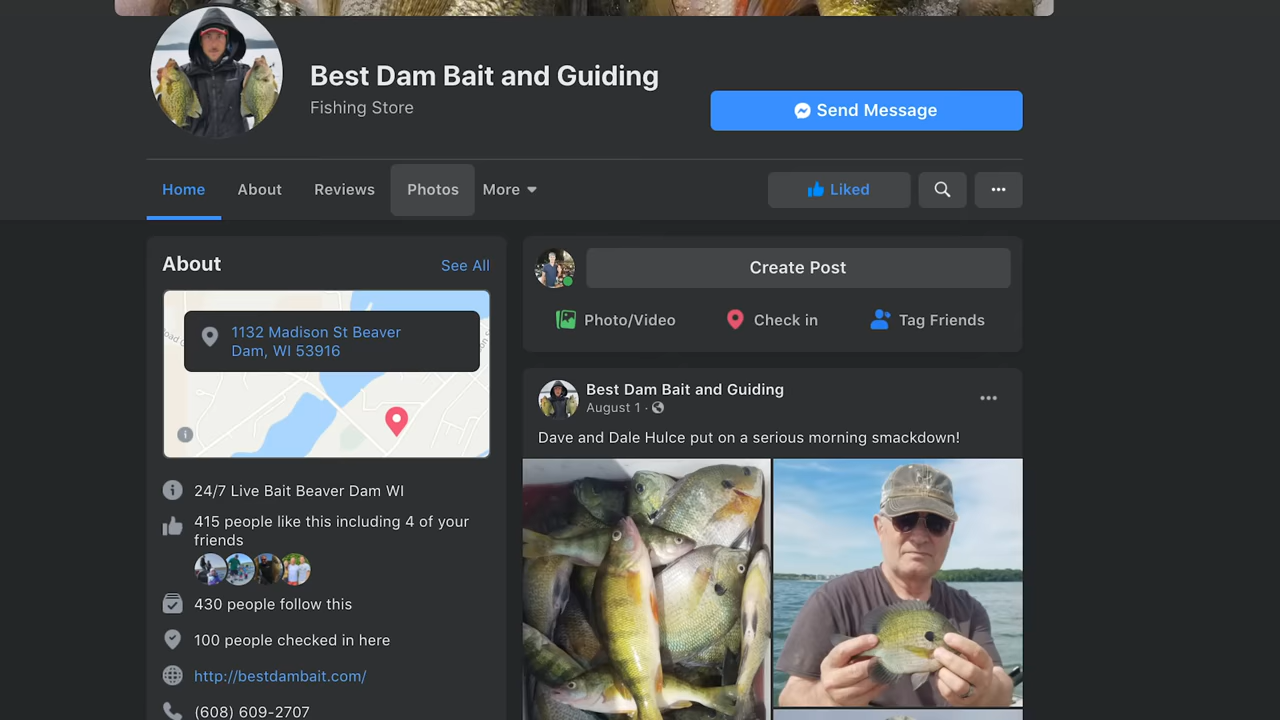 Best Dam Bait and Guiding
Fishing Store
Send Message
Home
About
Reviews
Photos
More
Liked
About
See All
1132 Madison St Beaver
Dam, WI 53916
24/7 Live Bait Beaver Dam WI
415 people like this including 4 of your
friends
430 people follow this
100 people checked in here
http://bestdambait.com/
(608) 609-2707
Create Post
Photo/Video
Check in
Tag Friends
Best Dam Bait and Guiding
August 1 ·
Dave and Dale Hulce put on a serious morning smackdown!